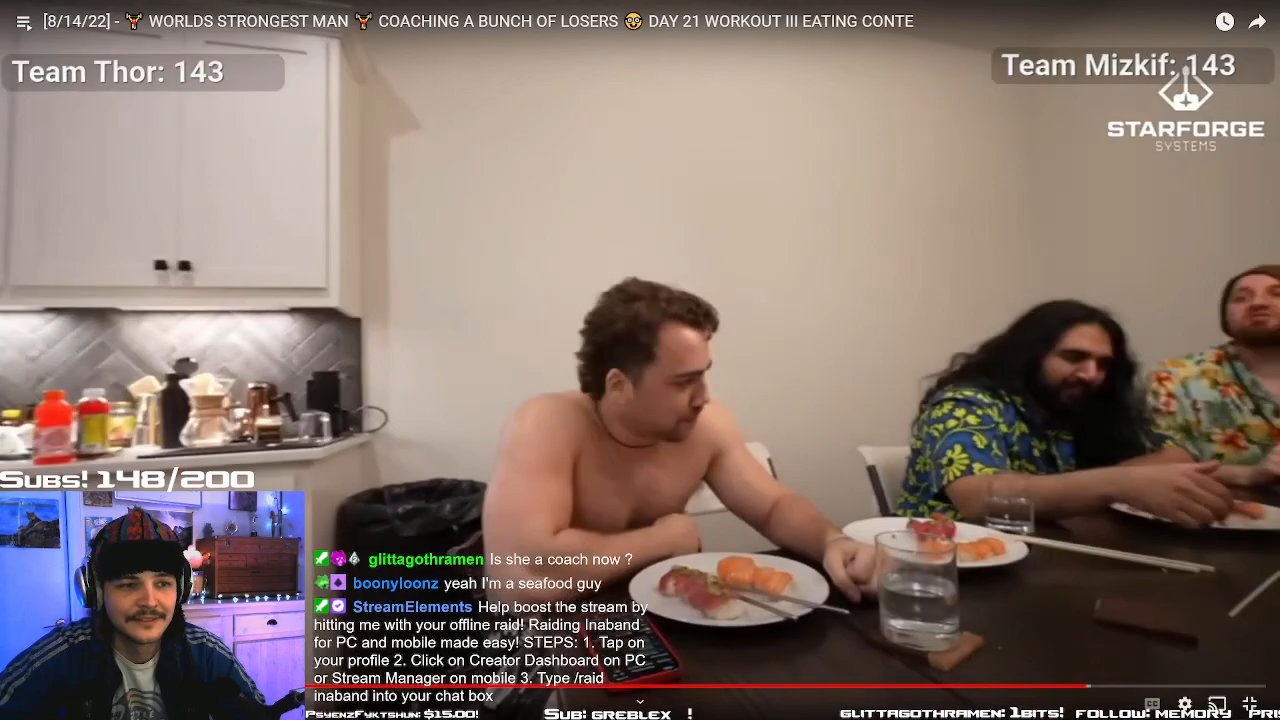 [8/14/22] - 🏋 WORLDS STRONGEST MAN 🏋 COACHING A BUNCH OF LOSERS 🤓 DAY 21 WORKOUT III EATING CONTE
Team Thor: 143
Team Mizkif: 143
STARFORGE
SYSTEMS
SUBS! 148/200
glittagothramen Is she a coach now ?
boonyloonz yeah I'm a seafood guy
StreamElements Help boost the stream by
hitting me with your offline raid! Raiding Inaband
for PC and mobile made easy! STEPS: 1. Tap on
your profile 2. Click on Creator Dashboard on PC
or Stream Manager on mobile 3. Type /raid
inaband into your chat box
PSYENZFYKTSHUN: $15.00!
SUB: GREBLEX !
GLITTAGOTHRAMEN: 1BITS!
FOLLOW: MEMORY